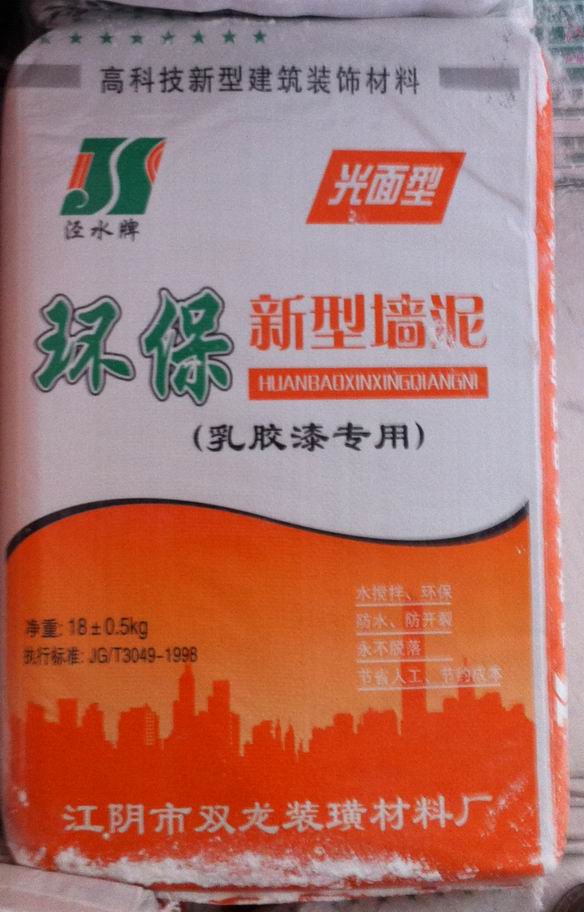 高科技新型建筑装饰材料
JS
泾水牌
光面型
环保
新型墙泥
HUANBAOXINXINGQIANGNI
(乳胶漆专用)
水搅拌、环保
防水、防开裂
永不脱落
节省人工、节约成本
净重: 18±0.5kg
执行标准: JG/T3049-1998
江阴市双龙装璜材料厂